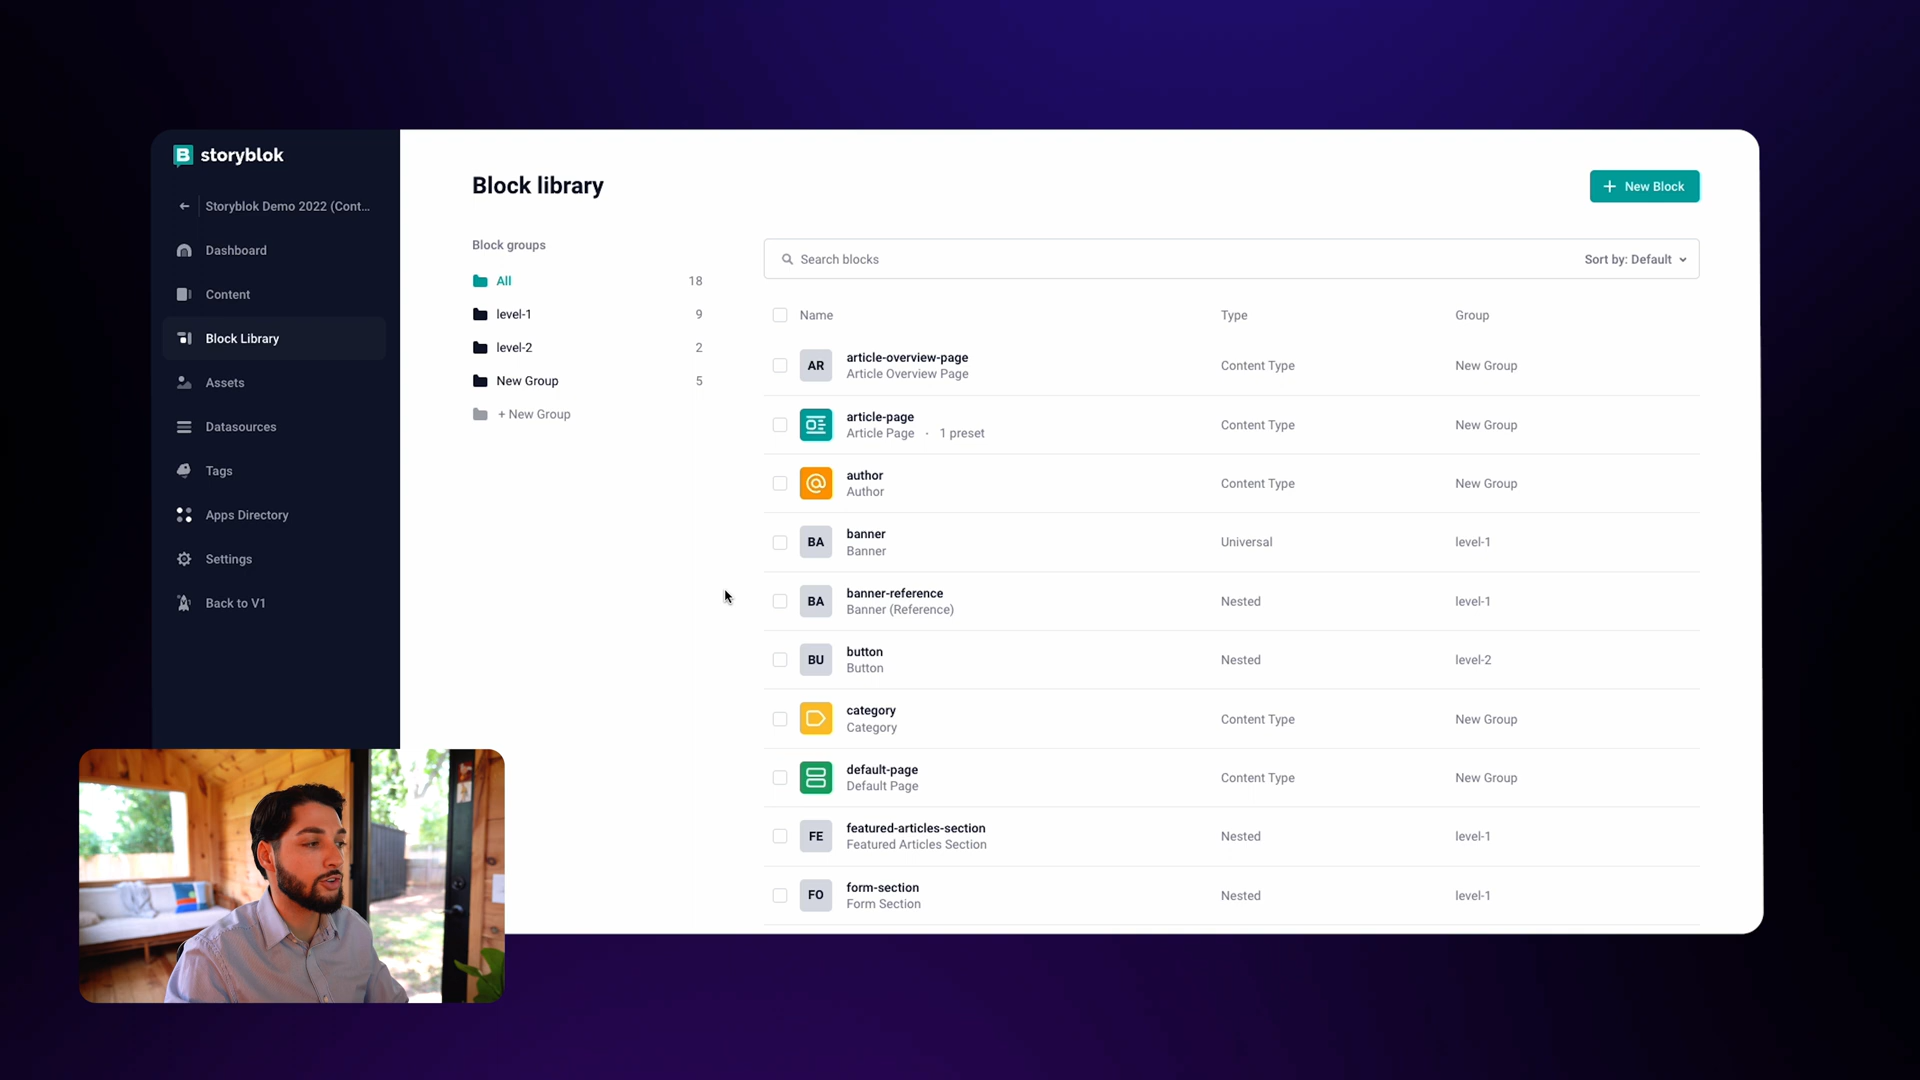 storyblok
Storyblok Demo 2022 (Cont...
Dashboard
Content
Block Library
Assets
Datasources
Tags
Apps Directory
Settings
Back to V1
Block library
+ New Block
Block groups
All 18
level-1 9
level-2 2
New Group 5
+ New Group
Search blocks
Sort by: Default
Name Type Group
AR article-overview-page Content Type New Group
Article Overview Page
article-page Content Type New Group
Article Page · 1 preset
author Content Type New Group
Author
BA banner Universal level-1
Banner
BA banner-reference Nested level-1
Banner (Reference)
BU button Nested level-2
Button
category Content Type New Group
Category
default-page Content Type New Group
Default Page
FE featured-articles-section Nested level-1
Featured Articles Section
FO form-section Nested level-1
Form Section